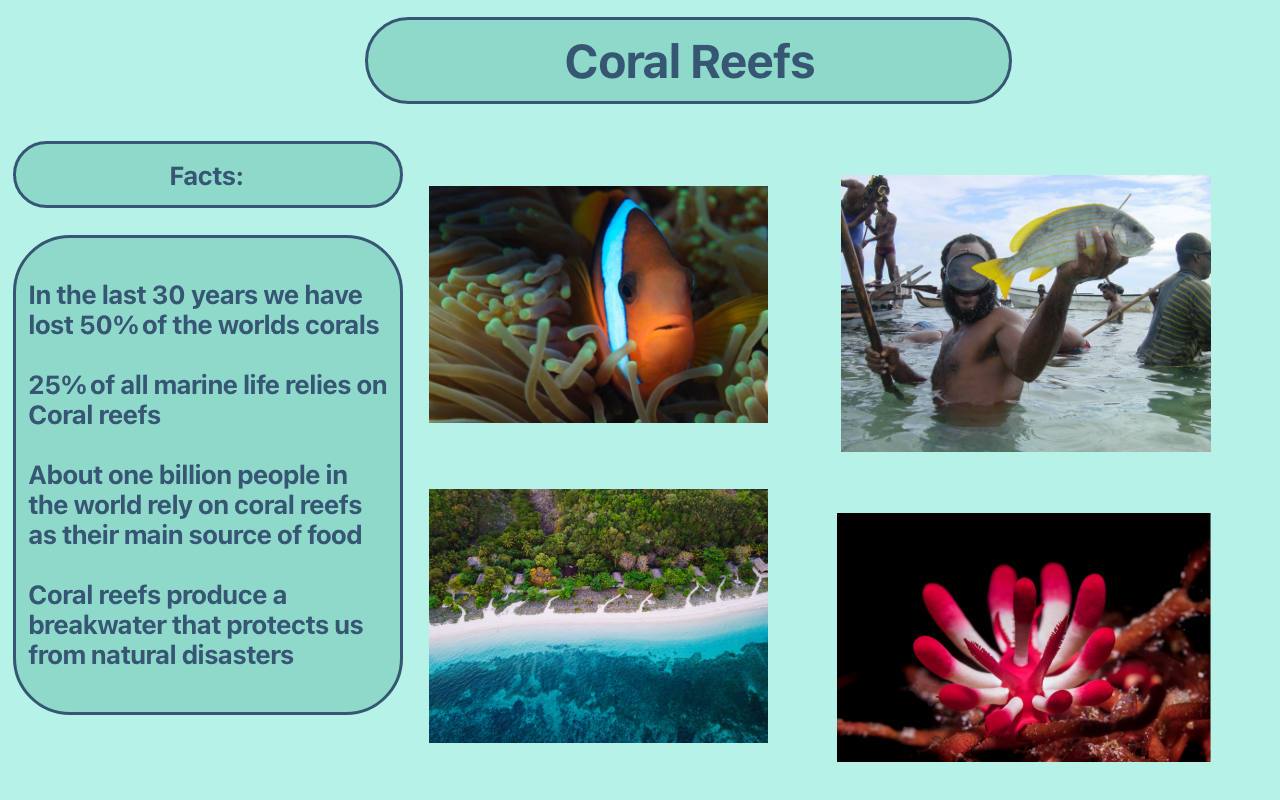 Coral Reefs
Facts:
In the last 30 years we have
lost 50% of the worlds corals
25% of all marine life relies on
Coral reefs
About one billion people in
the world rely on coral reefs
as their main source of food
Coral reefs produce a
breakwater that protects us
from natural disasters